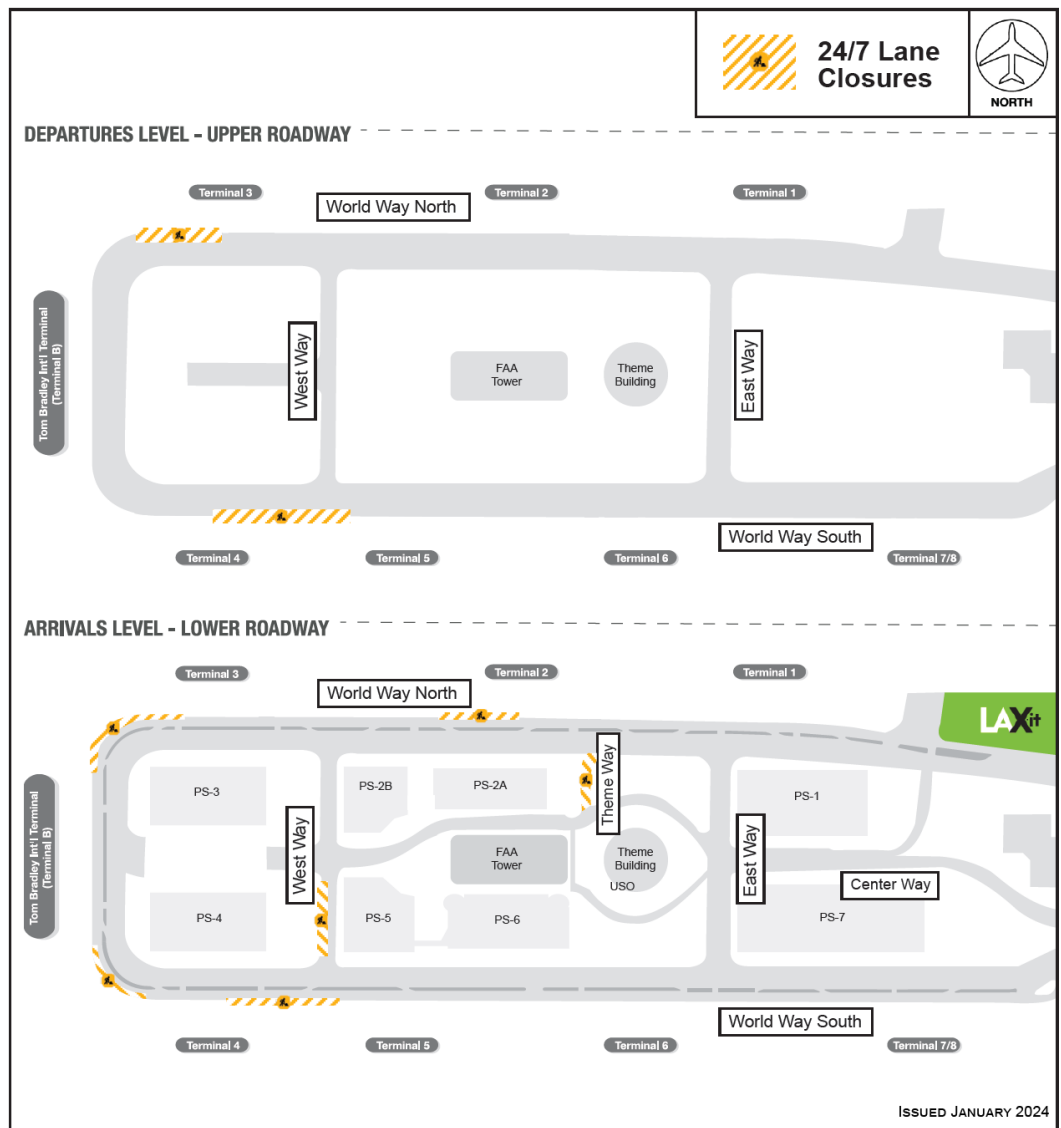 24/7 Lane
Closures
NORTH
DEPARTURES LEVEL - UPPER ROADWAY
Terminal 3
World Way North
Terminal 2
Terminal 1
Tom Bradley Int'l Terminal
(Terminal B)
West Way
FAA
Tower
Theme
Building
East Way
World Way South
Terminal 4
Terminal 5
Terminal 6
Terminal 7/8
ARRIVALS LEVEL - LOWER ROADWAY
Terminal 3
World Way North
Terminal 2
Terminal 1
LAXit
Tom Bradley Int'l Terminal
(Terminal B)
PS-3
PS-2B
PS-2A
Theme Way
PS-1
West Way
FAA
Tower
Theme
Building
USO
East Way
Center Way
PS-4
PS-5
PS-6
PS-7
World Way South
Terminal 4
Terminal 5
Terminal 6
Terminal 7/8
ISSUED JANUARY 2024